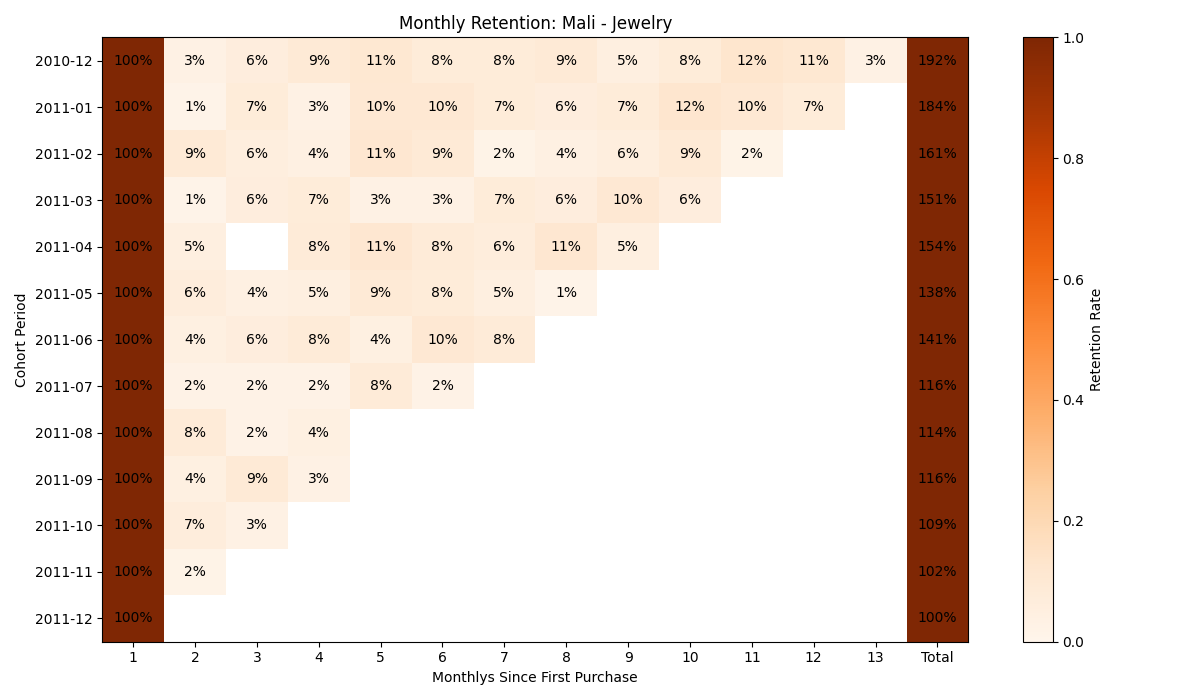 Monthly Retention: Mali - Jewelry
2010-12 100% 3% 6% 9% 11% 8% 8% 9% 5% 8% 12% 11% 3% 192%
2011-01 100% 1% 7% 3% 10% 10% 7% 6% 7% 12% 10% 7% 184%
2011-02 100% 9% 6% 4% 11% 9% 2% 4% 6% 9% 2% 161%
2011-03 100% 1% 6% 7% 3% 3% 7% 6% 10% 6% 151%
2011-04 100% 5% 8% 11% 8% 6% 11% 5% 154%
2011-05 100% 6% 4% 5% 9% 8% 5% 1% 138%
2011-06 100% 4% 6% 8% 4% 10% 8% 141%
2011-07 100% 2% 2% 2% 8% 2% 116%
2011-08 100% 8% 2% 4% 114%
2011-09 100% 4% 9% 3% 116%
2011-10 100% 7% 3% 109%
2011-11 100% 2% 102%
2011-12 100% 100%
1 2 3 4 5 6 7 8 9 10 11 12 13 Total
Monthlys Since First Purchase
Cohort Period
1.0
0.8
0.6
0.4
0.2
0.0
Retention Rate